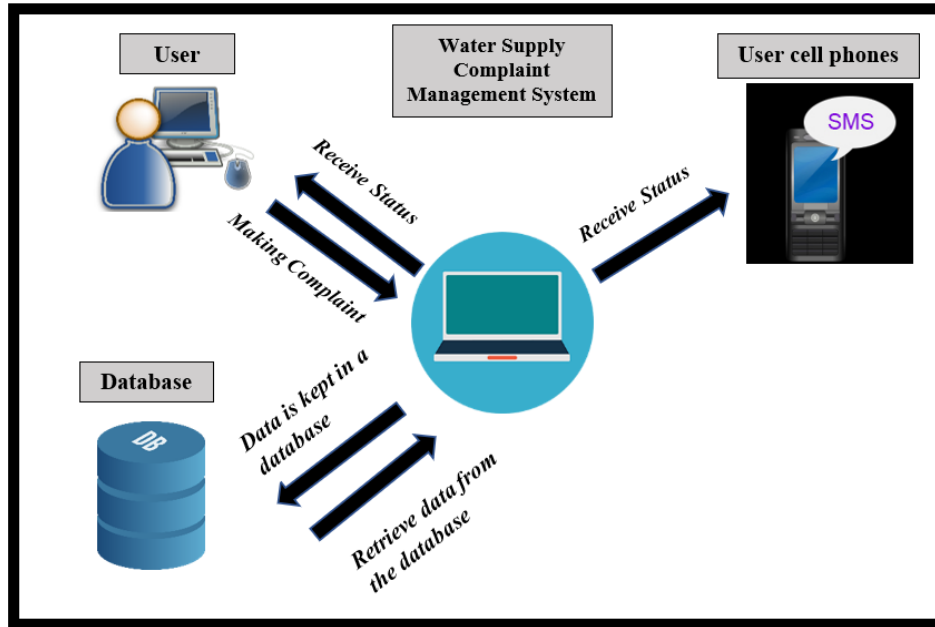 User
Water Supply
Complaint
Management System
User cell phones
SMS
Receive Status
Making Complaint
Receive Status
Database
DB
Data is kept in a
database
Retrieve data from
the database